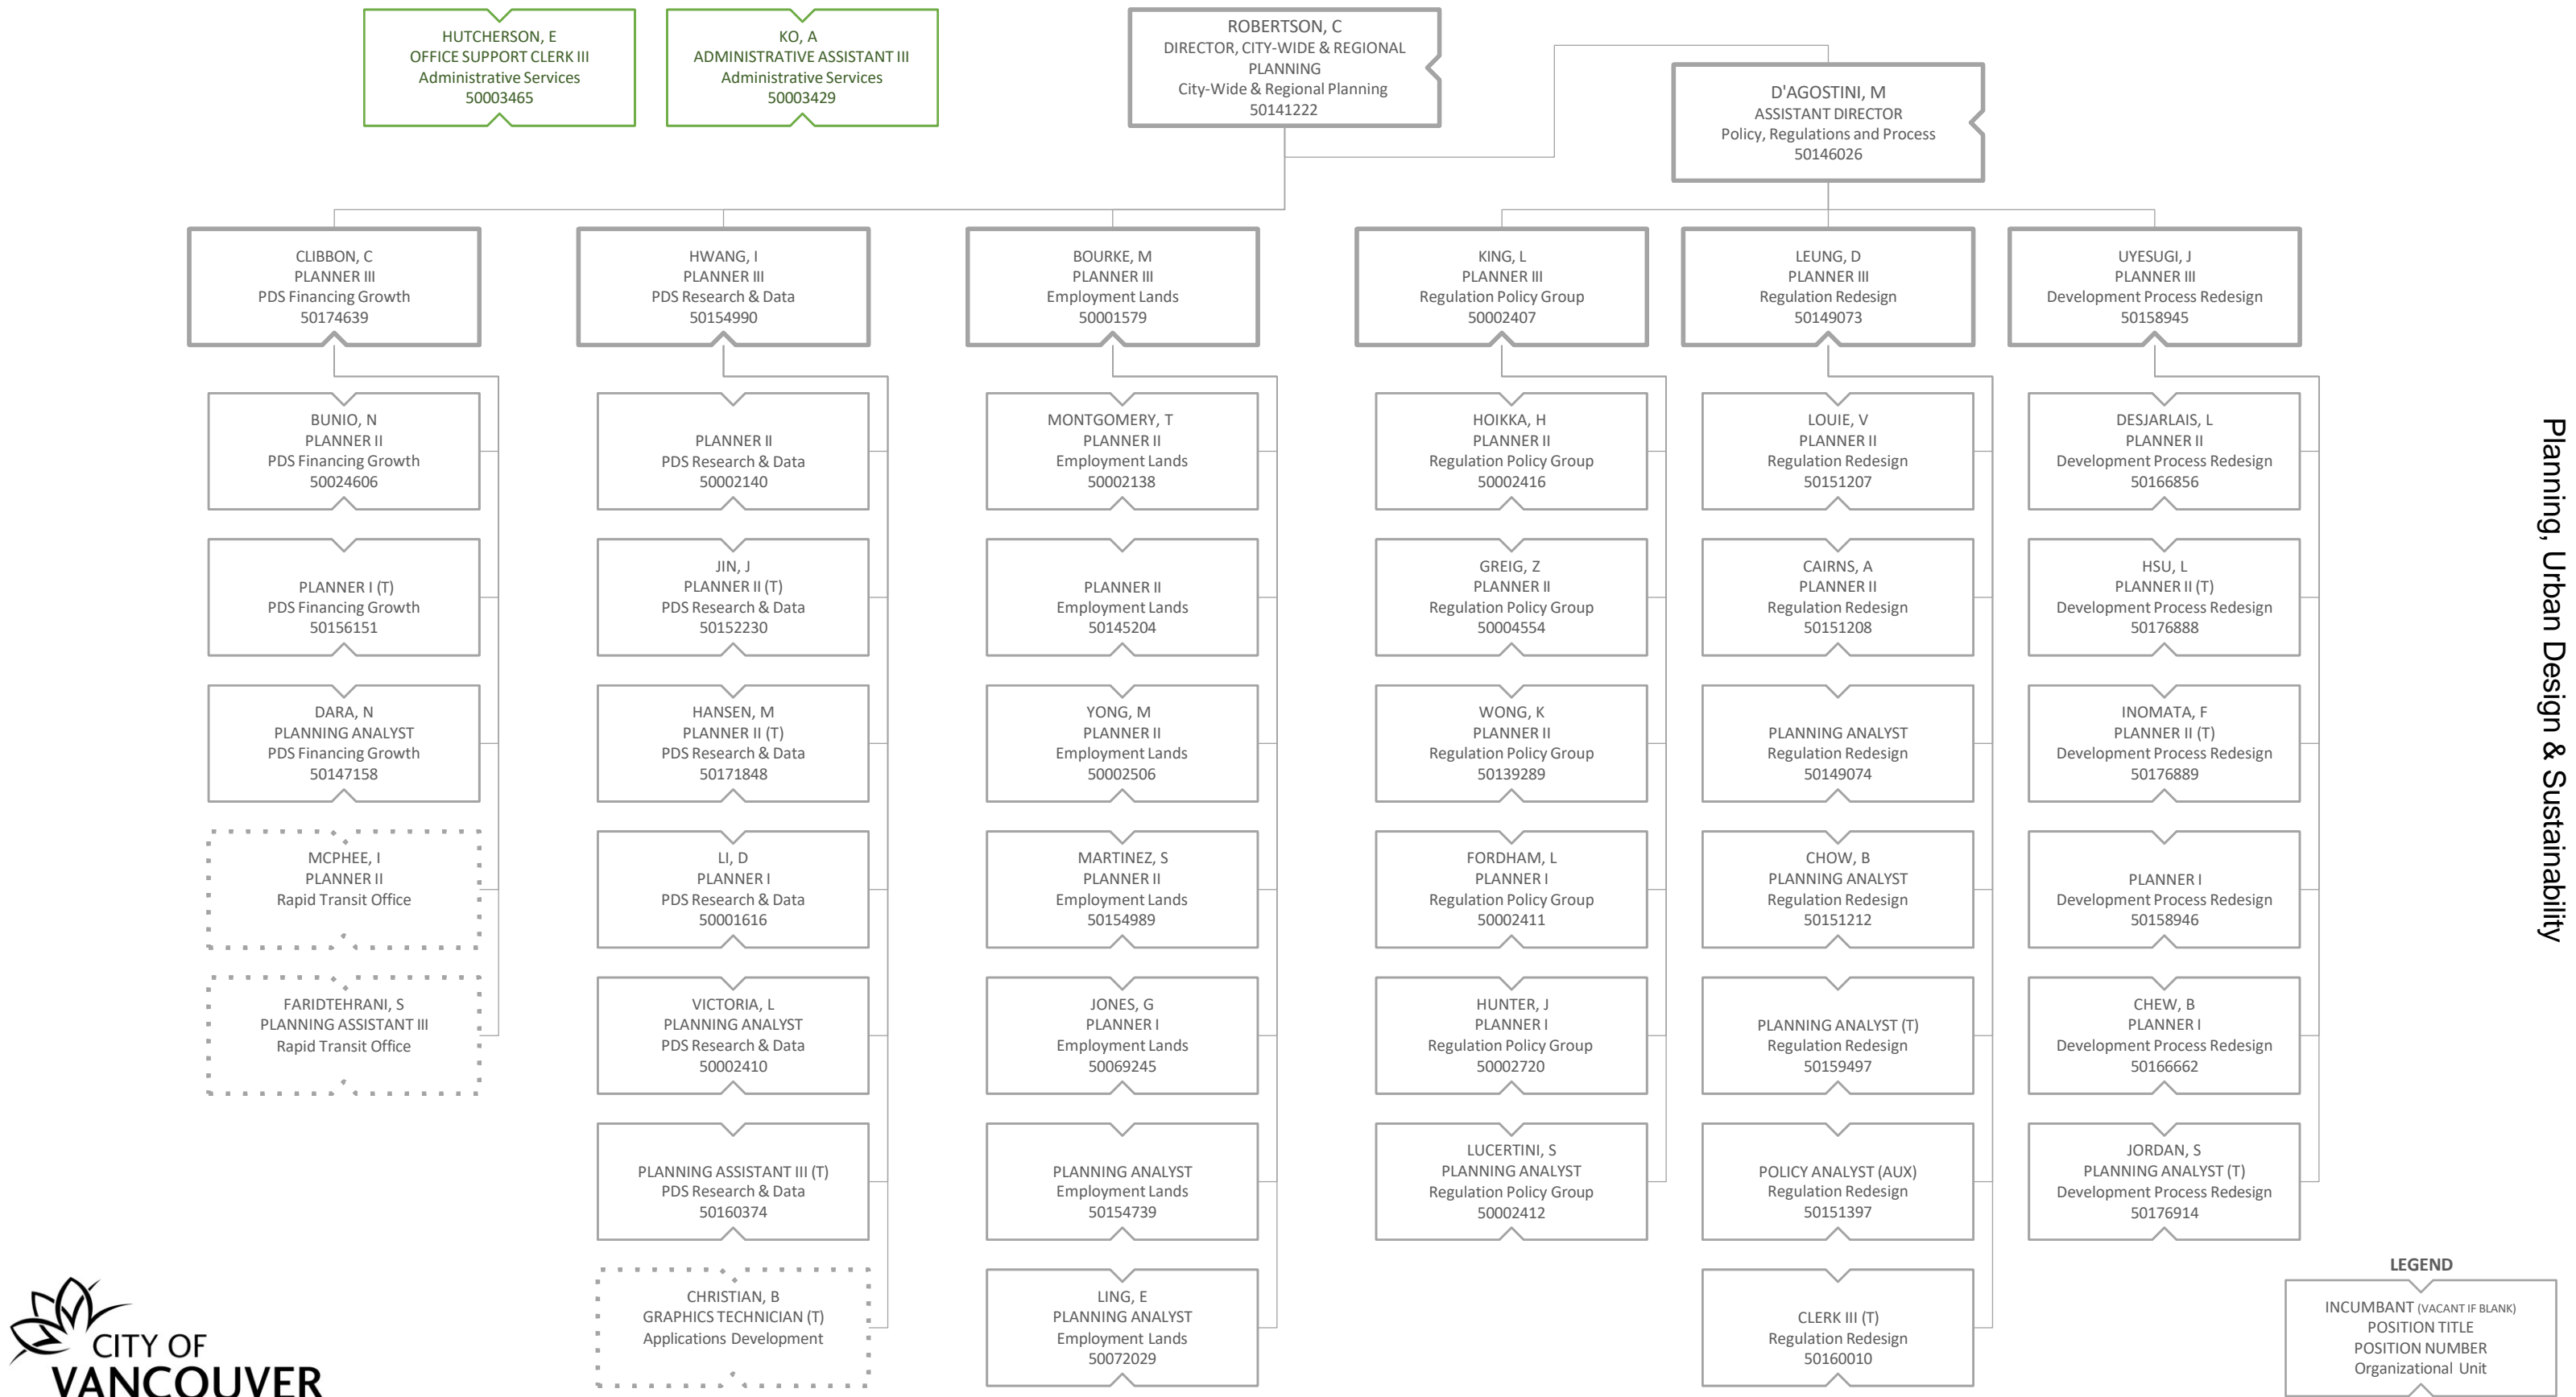 HUTCHERSON, E
OFFICE SUPPORT CLERK III
Administrative Services
50003465
KO, A
ADMINISTRATIVE ASSISTANT III
Administrative Services
50003429
ROBERTSON, C
DIRECTOR, CITY-WIDE & REGIONAL
PLANNING
City-Wide & Regional Planning
50141222
D'AGOSTINI, M
ASSISTANT DIRECTOR
Policy, Regulations and Process
50146026
CLIBBON, C
PLANNER III
PDS Financing Growth
50174639
HWANG, I
PLANNER III
PDS Research & Data
50154990
BOURKE, M
PLANNER III
Employment Lands
50001579
KING, L
PLANNER III
Regulation Policy Group
50002407
LEUNG, D
PLANNER III
Regulation Redesign
50149073
UYESUGI, J
PLANNER III
Development Process Redesign
50158945
BUNIO, N
PLANNER II
PDS Financing Growth
50024606
PLANNER I (T)
PDS Financing Growth
50156151
DARA, N
PLANNING ANALYST
PDS Financing Growth
50147158
MCPHEE, I
PLANNER II
Rapid Transit Office
FARIDTEHRANI, S
PLANNING ASSISTANT III
Rapid Transit Office
PLANNER II
PDS Research & Data
50002140
JIN, J
PLANNER II (T)
PDS Research & Data
50152230
HANSEN, M
PLANNER II (T)
PDS Research & Data
50171848
LI, D
PLANNER I
PDS Research & Data
50001616
VICTORIA, L
PLANNING ANALYST
PDS Research & Data
50002410
PLANNING ASSISTANT III (T)
PDS Research & Data
50160374
CHRISTIAN, B
GRAPHICS TECHNICIAN (T)
Applications Development
MONTGOMERY, T
PLANNER II
Employment Lands
50002138
PLANNER II
Employment Lands
50145204
YONG, M
PLANNER II
Employment Lands
50002506
MARTINEZ, S
PLANNER II
Employment Lands
50154989
JONES, G
PLANNER I
Employment Lands
50069245
PLANNING ANALYST
Employment Lands
50154739
LING, E
PLANNING ANALYST
Employment Lands
50072029
HOIKKA, H
PLANNER II
Regulation Policy Group
50002416
GREIG, Z
PLANNER II
Regulation Policy Group
50004554
WONG, K
PLANNER II
Regulation Policy Group
50139289
FORDHAM, L
PLANNER I
Regulation Policy Group
50002411
HUNTER, J
PLANNER I
Regulation Policy Group
50002720
LUCERTINI, S
PLANNING ANALYST
Regulation Policy Group
50002412
LOUIE, V
PLANNER II
Regulation Redesign
50151207
CAIRNS, A
PLANNER II
Regulation Redesign
50151208
PLANNING ANALYST
Regulation Redesign
50149074
CHOW, B
PLANNING ANALYST
Regulation Redesign
50151212
PLANNING ANALYST (T)
Regulation Redesign
50159497
POLICY ANALYST (AUX)
Regulation Redesign
50151397
CLERK III (T)
Regulation Redesign
50160010
DESJARLAIS, L
PLANNER II
Development Process Redesign
50166856
HSU, L
PLANNER II (T)
Development Process Redesign
50176888
INOMATA, F
PLANNER II (T)
Development Process Redesign
50176889
PLANNER I
Development Process Redesign
50158946
CHEW, B
PLANNER I
Development Process Redesign
50166662
JORDAN, S
PLANNING ANALYST (T)
Development Process Redesign
50176914
Planning, Urban Design & Sustainability
LEGEND
INCUMBANT (VACANT IF BLANK)
POSITION TITLE
POSITION NUMBER
Organizational Unit
CITY OF
VANCOUVER